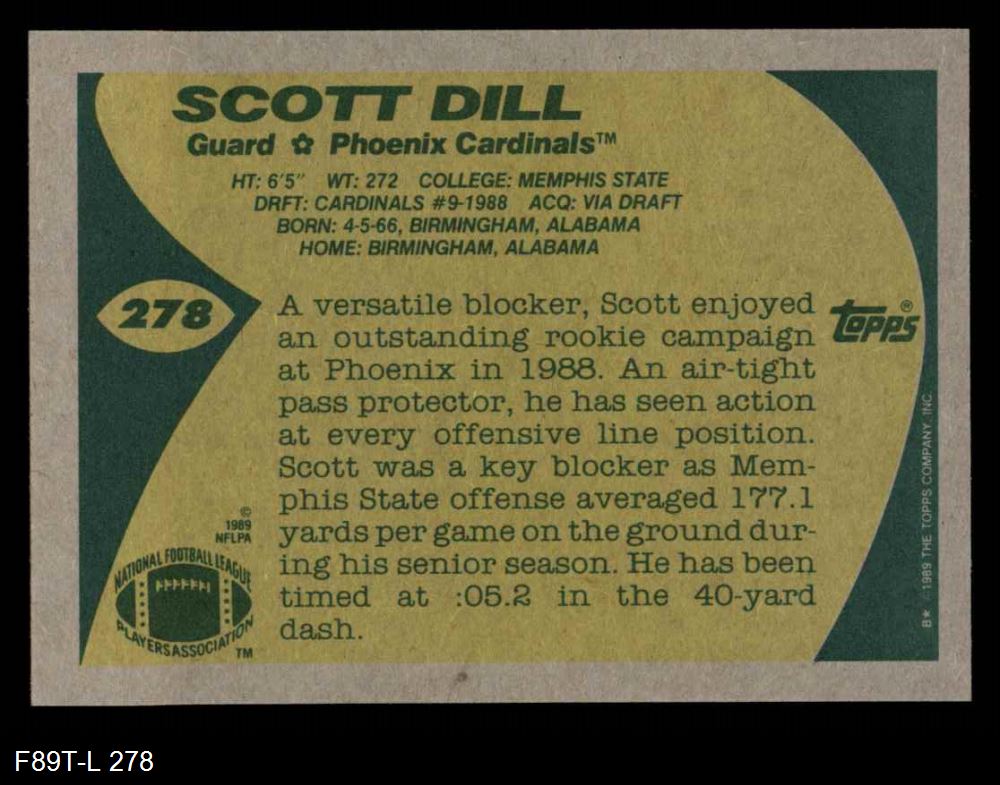 SCOTT DILL
Guard ✿ Phoenix Cardinals™
HT: 6'5" WT: 272 COLLEGE: MEMPHIS STATE
DRFT: CARDINALS #9-1988 ACQ: VIA DRAFT
BORN: 4-5-66, BIRMINGHAM, ALABAMA
HOME: BIRMINGHAM, ALABAMA
278
A versatile blocker, Scott enjoyed
an outstanding rookie campaign
at Phoenix in 1988. An air-tight
pass protector, he has seen action
at every offensive line position.
Scott was a key blocker as Mem-
phis State offense averaged 177.1
yards per game on the ground dur-
ing his senior season. He has been
timed at :05.2 in the 40-yard
dash.
topps®
©
1989
NFLPA
NATIONAL FOOTBALL LEAGUE
PLAYERS ASSOCIATION
TM
B* 1989 THE TOPPS COMPANY, INC.
F89T-L 278